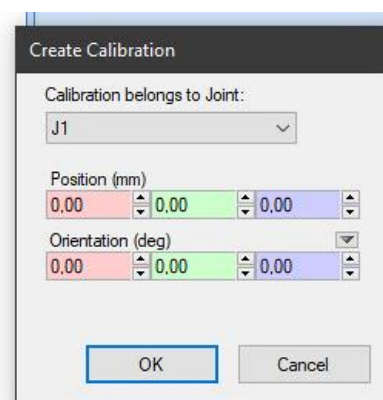 Create Calibration
Calibration belongs to Joint:
J1
Position (mm)
0,00 0,00 0,00
Orientation (deg)
0,00 0,00 0,00
OK Cancel